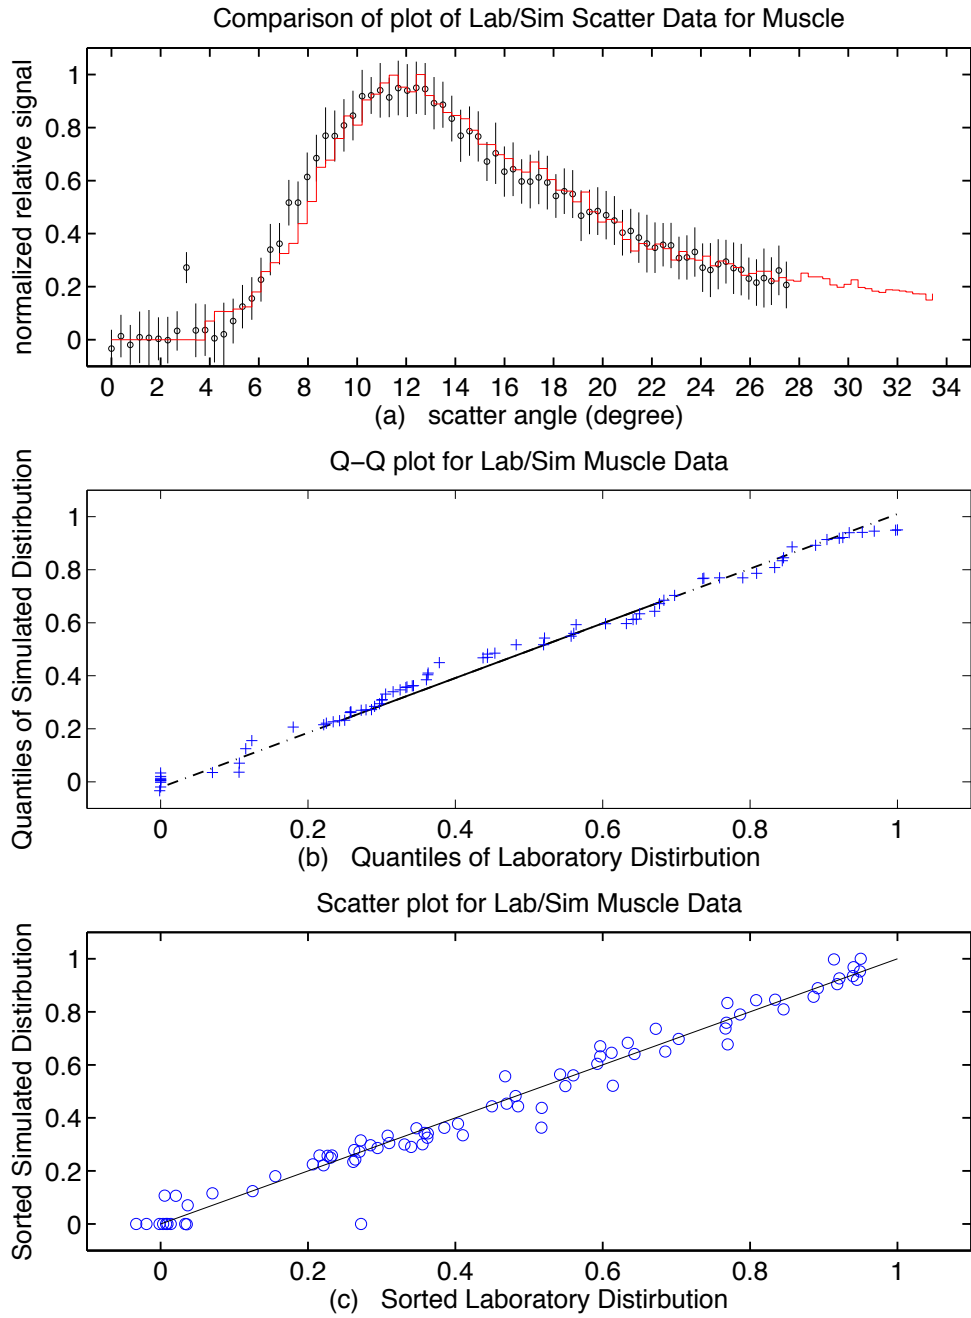 Comparison of plot of Lab/Sim Scatter Data for Muscle
normalized relative signal
1
0.8
0.6
0.4
0.2
0
0 2 4 6 8 10 12 14 16 18 20 22 24 26 28 30 32 34
(a) scatter angle (degree)
Q−Q plot for Lab/Sim Muscle Data
Quantiles of Simulated Distirbution
1
0.8
0.6
0.4
0.2
0
0 0.2 0.4 0.6 0.8 1
(b) Quantiles of Laboratory Distirbution
Scatter plot for Lab/Sim Muscle Data
Sorted Simulated Distirbution
1
0.8
0.6
0.4
0.2
0
0 0.2 0.4 0.6 0.8 1
(c) Sorted Laboratory Distirbution